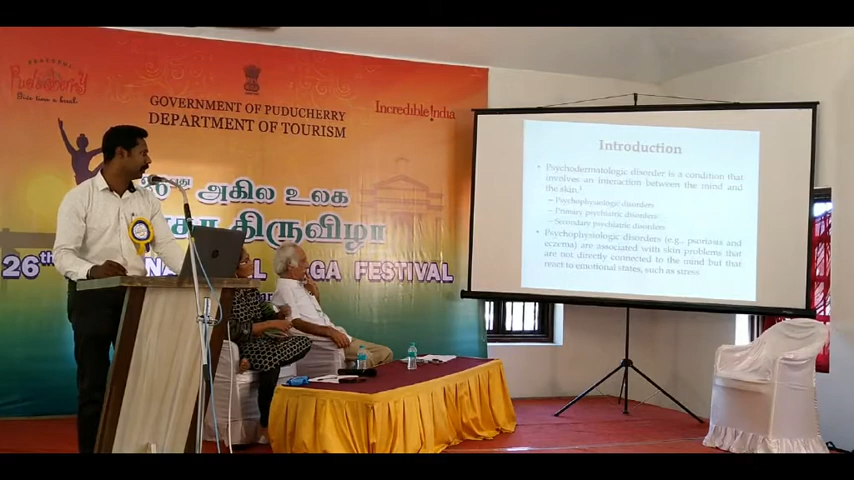 PEACEFUL
Puducherry
Give time a break
GOVERNMENT OF PUDUCHERRY
DEPARTMENT OF TOURISM
Incredible !ndia
அகில உலக
திருவிழா
26th
GA FESTIVAL
Introduction
• Psychodermatologic disorder is a condition that
involves an interaction between the mind and
the skin.1
– Psychophysiologic disorders
– Primary psychiatric disorders
– Secondary psychiatric disorders
• Psychophysiologic disorders (e.g., psoriasis and
eczema) are associated with skin problems that
are not directly connected to the mind but that
react to emotional states, such as stress.